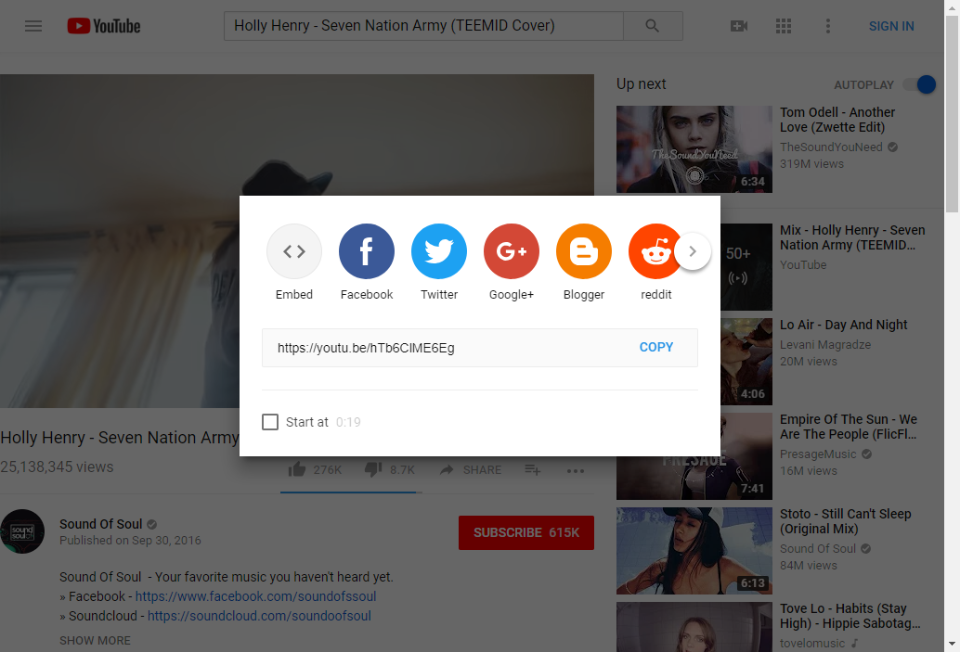 YouTube
Holly Henry - Seven Nation Army (TEEMID Cover)
SIGN IN
Up next
AUTOPLAY
TheSoundYouNeed
6:34
Tom Odell - Another
Love (Zwette Edit)
TheSoundYouNeed
319M views
50+
Mix - Holly Henry - Seven
Nation Army (TEEMID...
YouTube
4:06
Lo Air - Day And Night
Levani Magradze
20M views
PRESAGE
7:41
Empire Of The Sun - We
Are The People (FlicFl...
PresageMusic
16M views
6:13
Stoto - Still Can't Sleep
(Original Mix)
Sound Of Soul
84M views
Tove Lo - Habits (Stay
High) - Hippie Sabotag...
tovelomusic
Embed
Facebook
Twitter
G+
Google+
Blogger
reddit
https://youtu.be/hTb6CIME6Eg
COPY
Start at 0:19
Holly Henry - Seven Nation Army
25,138,345 views
276K
8.7K
SHARE
sound
soul
Sound Of Soul
Published on Sep 30, 2016
SUBSCRIBE 615K
Sound Of Soul - Your favorite music you haven't heard yet.
» Facebook - https://www.facebook.com/soundofssoul
» Soundcloud - https://soundcloud.com/soundoofsoul
SHOW MORE